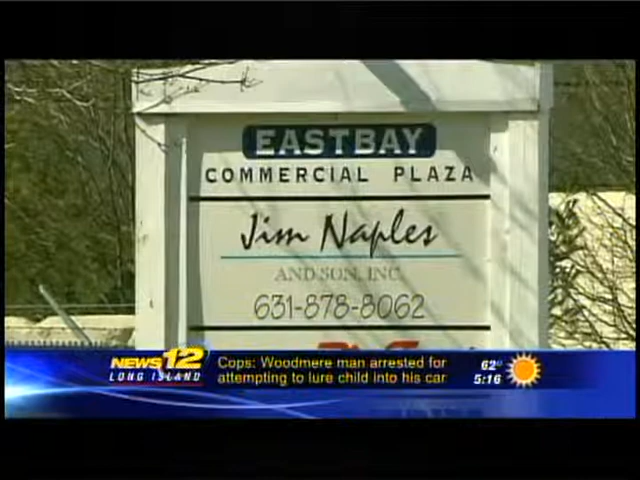 EASTBAY
COMMERCIAL PLAZA
Jim Naples
AND SON, INC.
631-878-8062
NEWS 12
LONG ISLAND
Cops: Woodmere man arrested for
attempting to lure child into his car
62°
5:16